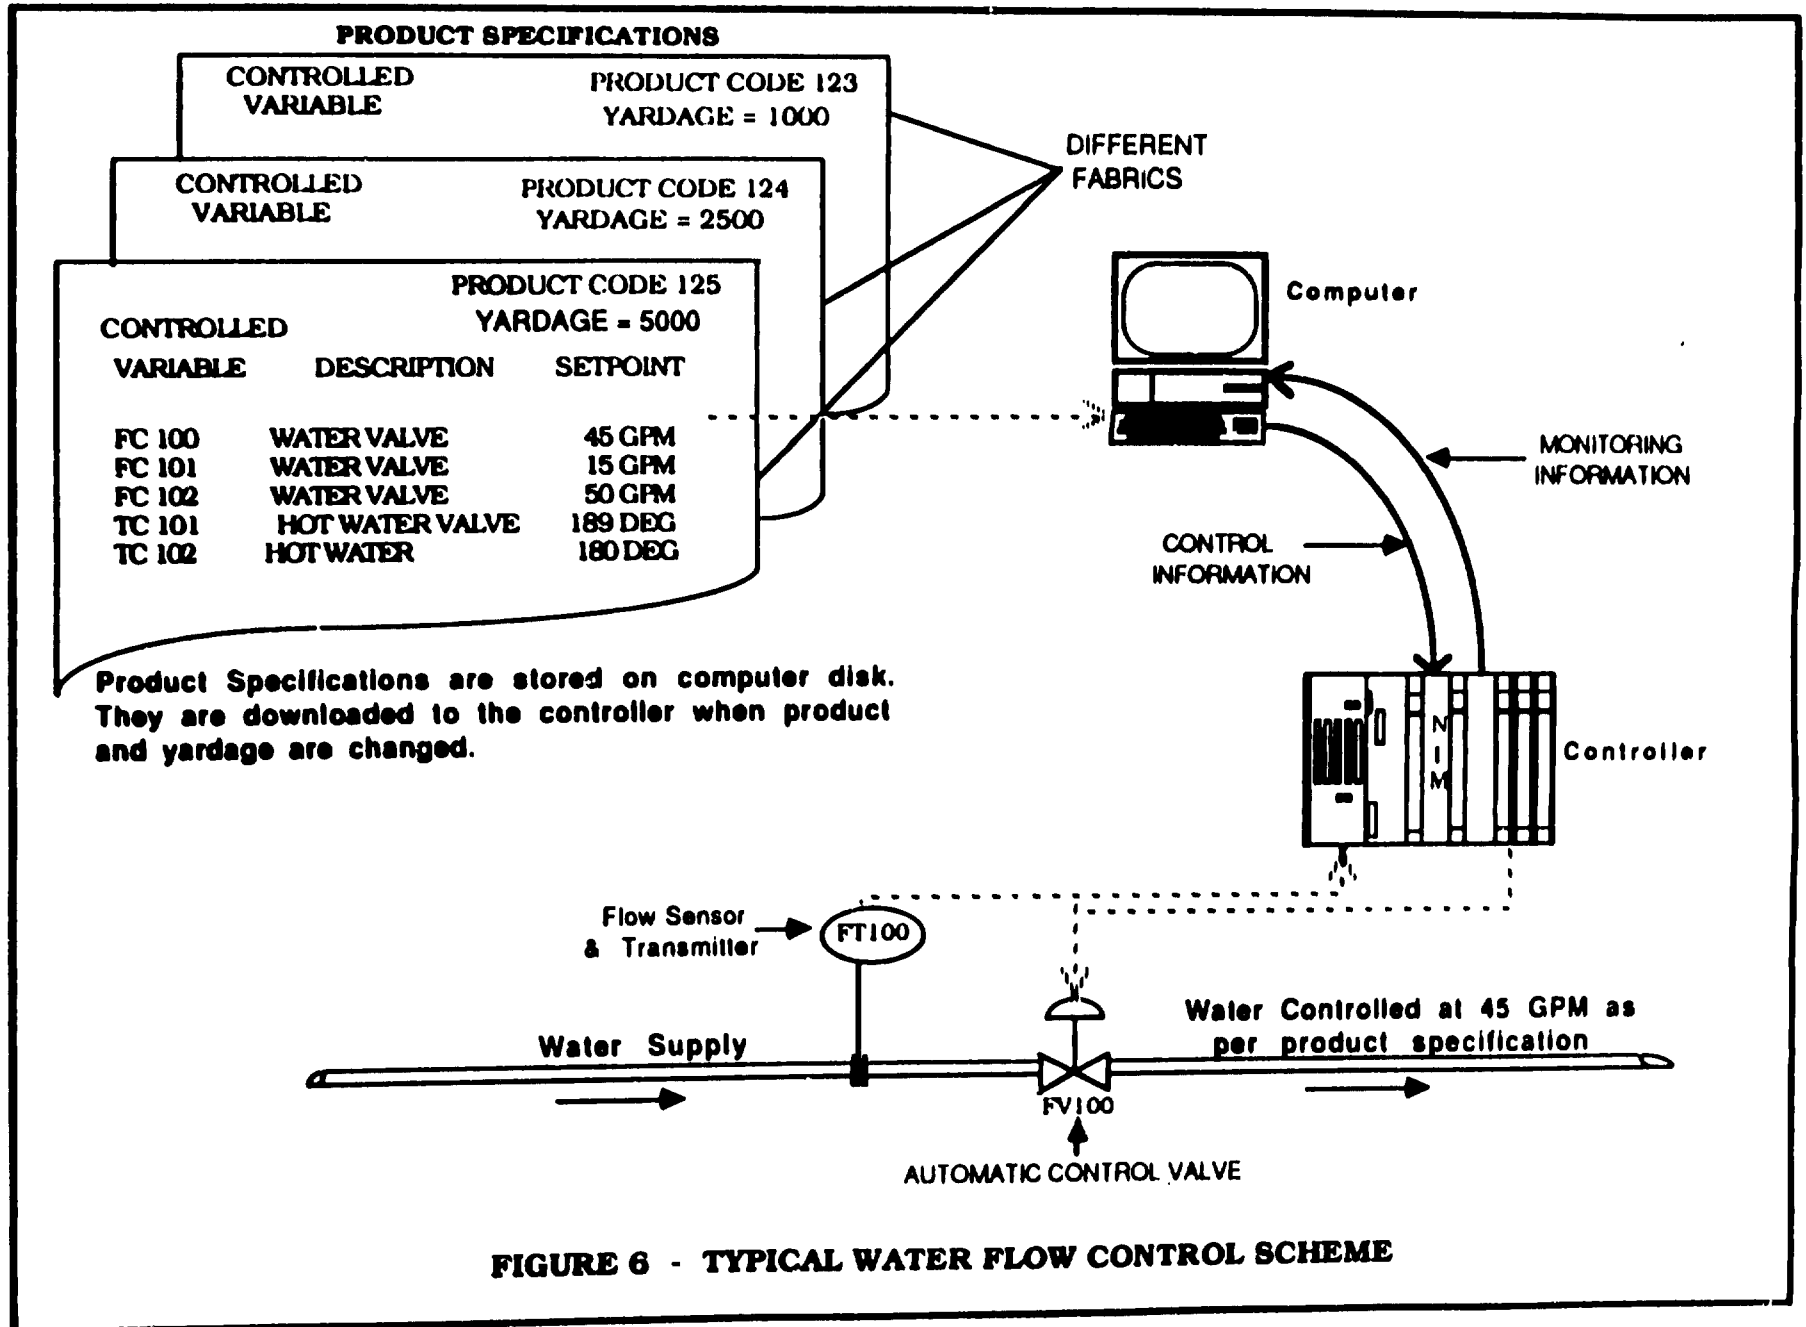 PRODUCT SPECIFICATIONS
CONTROLLED
VARIABLE
PRODUCT CODE 123
YARDAGE = 1000
CONTROLLED
VARIABLE
PRODUCT CODE 124
YARDAGE = 2500
PRODUCT CODE 125
YARDAGE = 5000
CONTROLLED
VARIABLE DESCRIPTION SETPOINT
FC 100 WATER VALVE 45 GPM
FC 101 WATER VALVE 15 GPM
FC 102 WATER VALVE 50 GPM
TC 101 HOT WATER VALVE 189 DEG
TC 102 HOT WATER 180 DEG
DIFFERENT
FABRICS
Computer
MONITORING
INFORMATION
CONTROL
INFORMATION
Product Specifications are stored on computer disk.
They are downloaded to the controller when product
and yardage are changed.
N
I
M
Controller
Flow Sensor
& Transmitter
FT100
Water Supply
Water Controlled at 45 GPM as
per product specification
FV100
AUTOMATIC CONTROL VALVE
FIGURE 6 - TYPICAL WATER FLOW CONTROL SCHEME